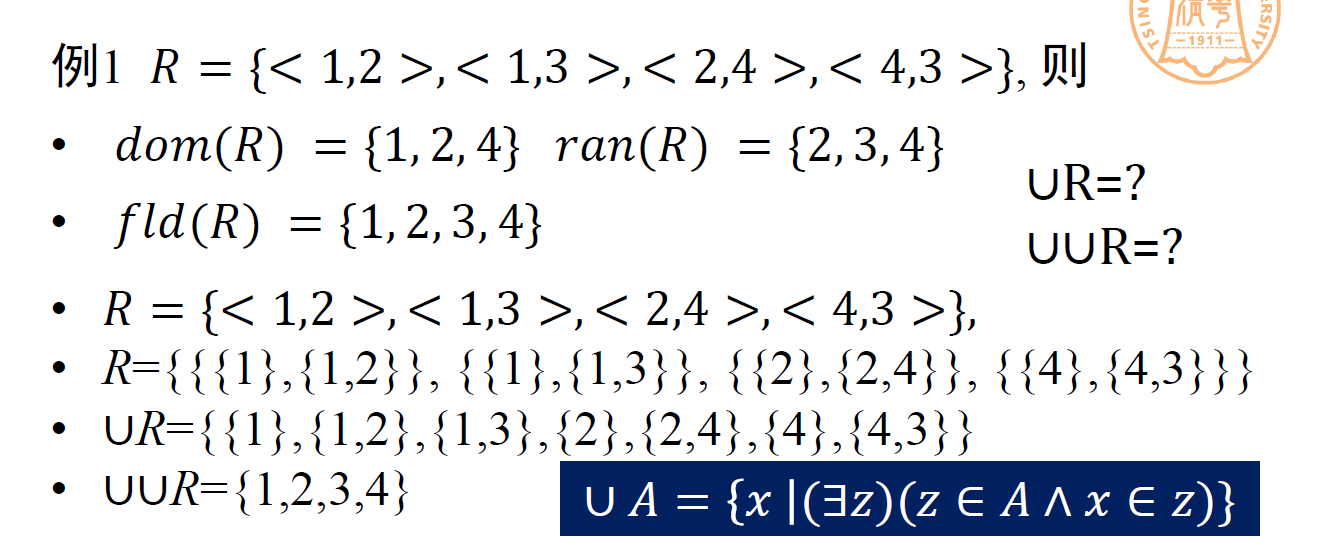 例1 R = {< 1,2 >, < 1,3 >, < 2,4 >, < 4,3 >}, 则
• dom(R) = {1, 2, 4} ran(R) = {2, 3, 4}
∪R=?
• fld(R) = {1, 2, 3, 4}
∪∪R=?
• R = {< 1,2 >, < 1,3 >, < 2,4 >, < 4,3 >},
• R={{{1},{1,2}}, {{1},{1,3}}, {{2},{2,4}}, {{4},{4,3}}}
• ∪R={{1},{1,2},{1,3},{2},{2,4},{4},{4,3}}
• ∪∪R={1,2,3,4}
∪ A = {x |(∃z)(z ∈ A ∧ x ∈ z)}
–1911–